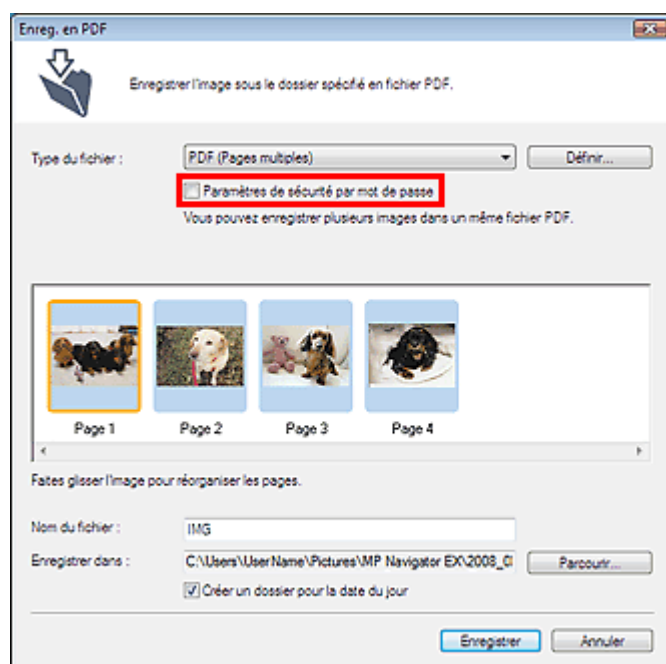 Enreg. en PDF
Enregistrer l'image sous le dossier spécifié en fichier PDF.
Type du fichier : PDF (Pages multiples) Définir...
Paramètres de sécurité par mot de passe
Vous pouvez enregistrer plusieurs images dans un même fichier PDF.
Page 1 Page 2 Page 3 Page 4
Faites glisser l'image pour réorganiser les pages.
Nom du fichier : IMG
Enregistrer dans : C:\Users\UserName\Pictures\MP Navigator EX\2008_0 Parcourir...
Créer un dossier pour la date du jour
Enregistrer Annuler